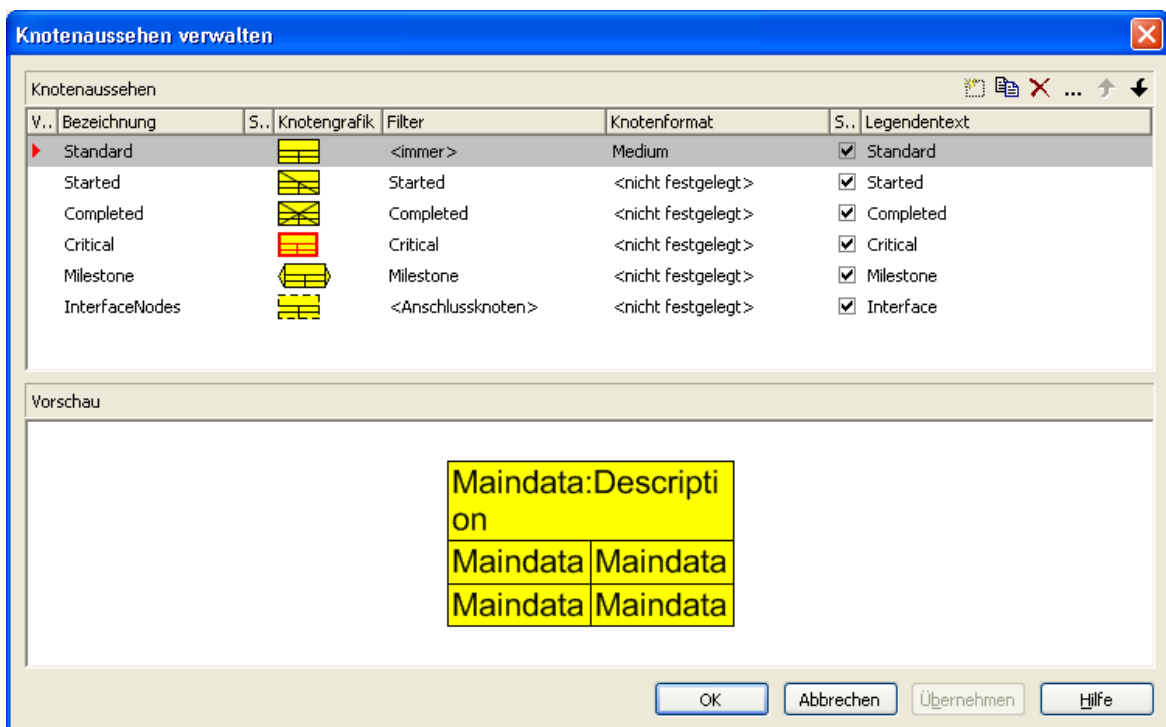 Knotenaussehen verwalten
Knotenaussehen
V.. Bezeichnung S.. Knotengrafik Filter Knotenformat S.. Legendentext
Standard <immer> Medium Standard
Started Started <nicht festgelegt> Started
Completed Completed <nicht festgelegt> Completed
Critical Critical <nicht festgelegt> Critical
Milestone Milestone <nicht festgelegt> Milestone
InterfaceNodes <Anschlussknoten> <nicht festgelegt> Interface
Vorschau
Maindata:Descripti
on
Maindata Maindata
Maindata Maindata
OK Abbrechen Übernehmen Hilfe